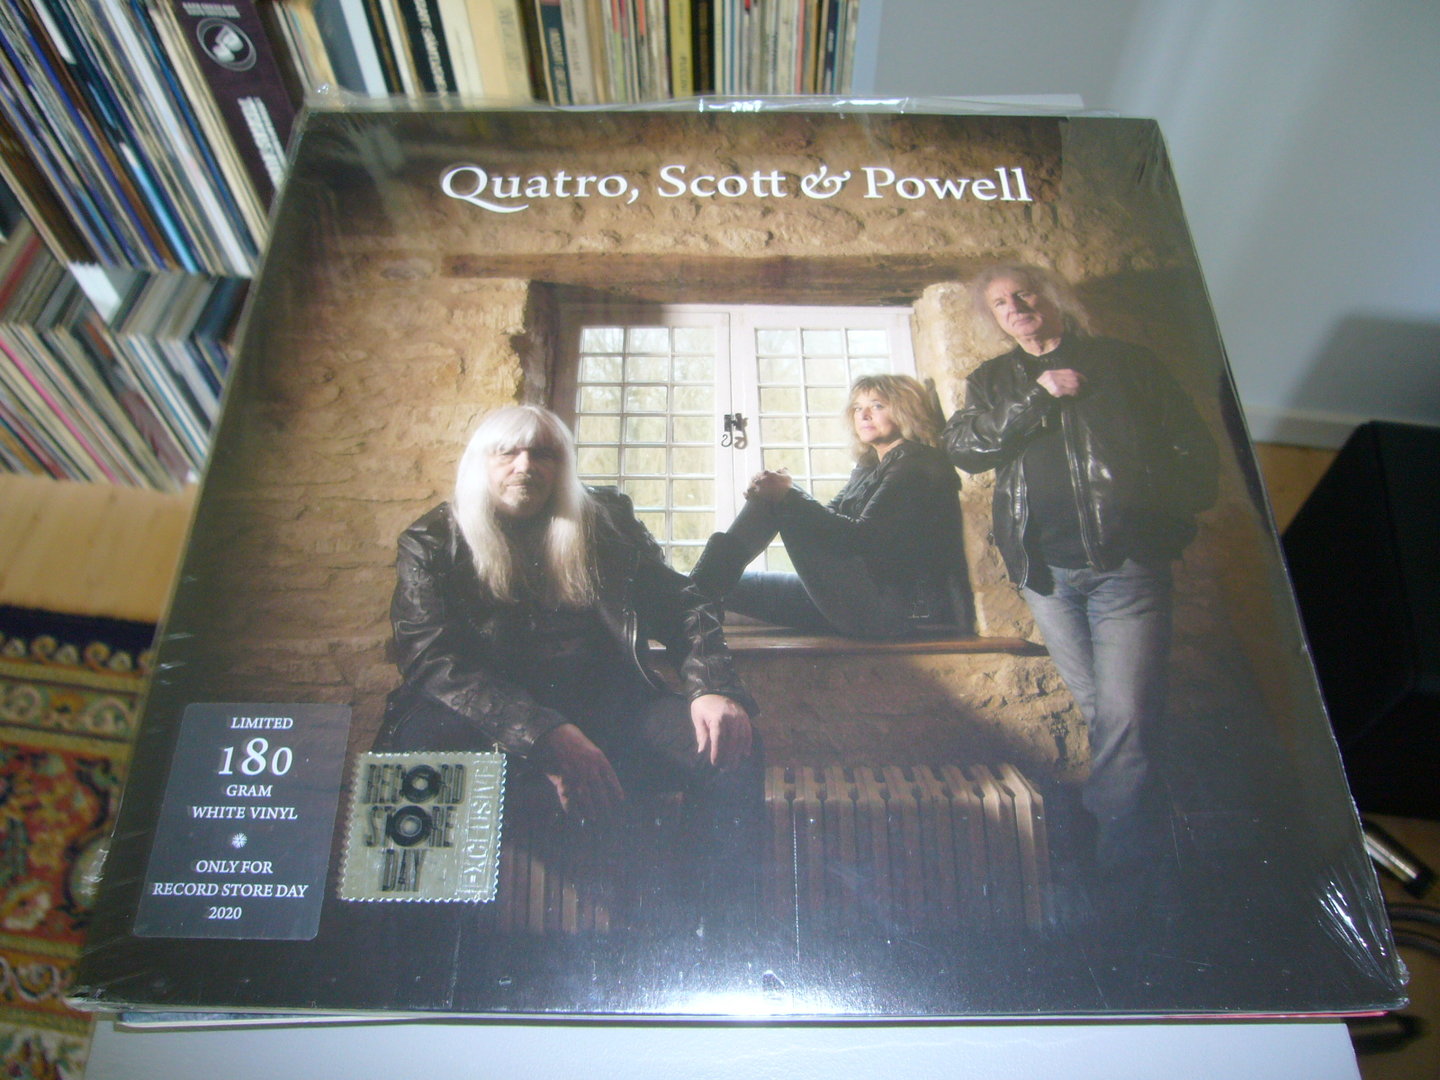 Quatro, Scott & Powell
LIMITED
180
GRAM
WHITE VINYL
ONLY FOR
RECORD STORE DAY
2020
RECORD
STORE
DAY
EXCLUSIVE